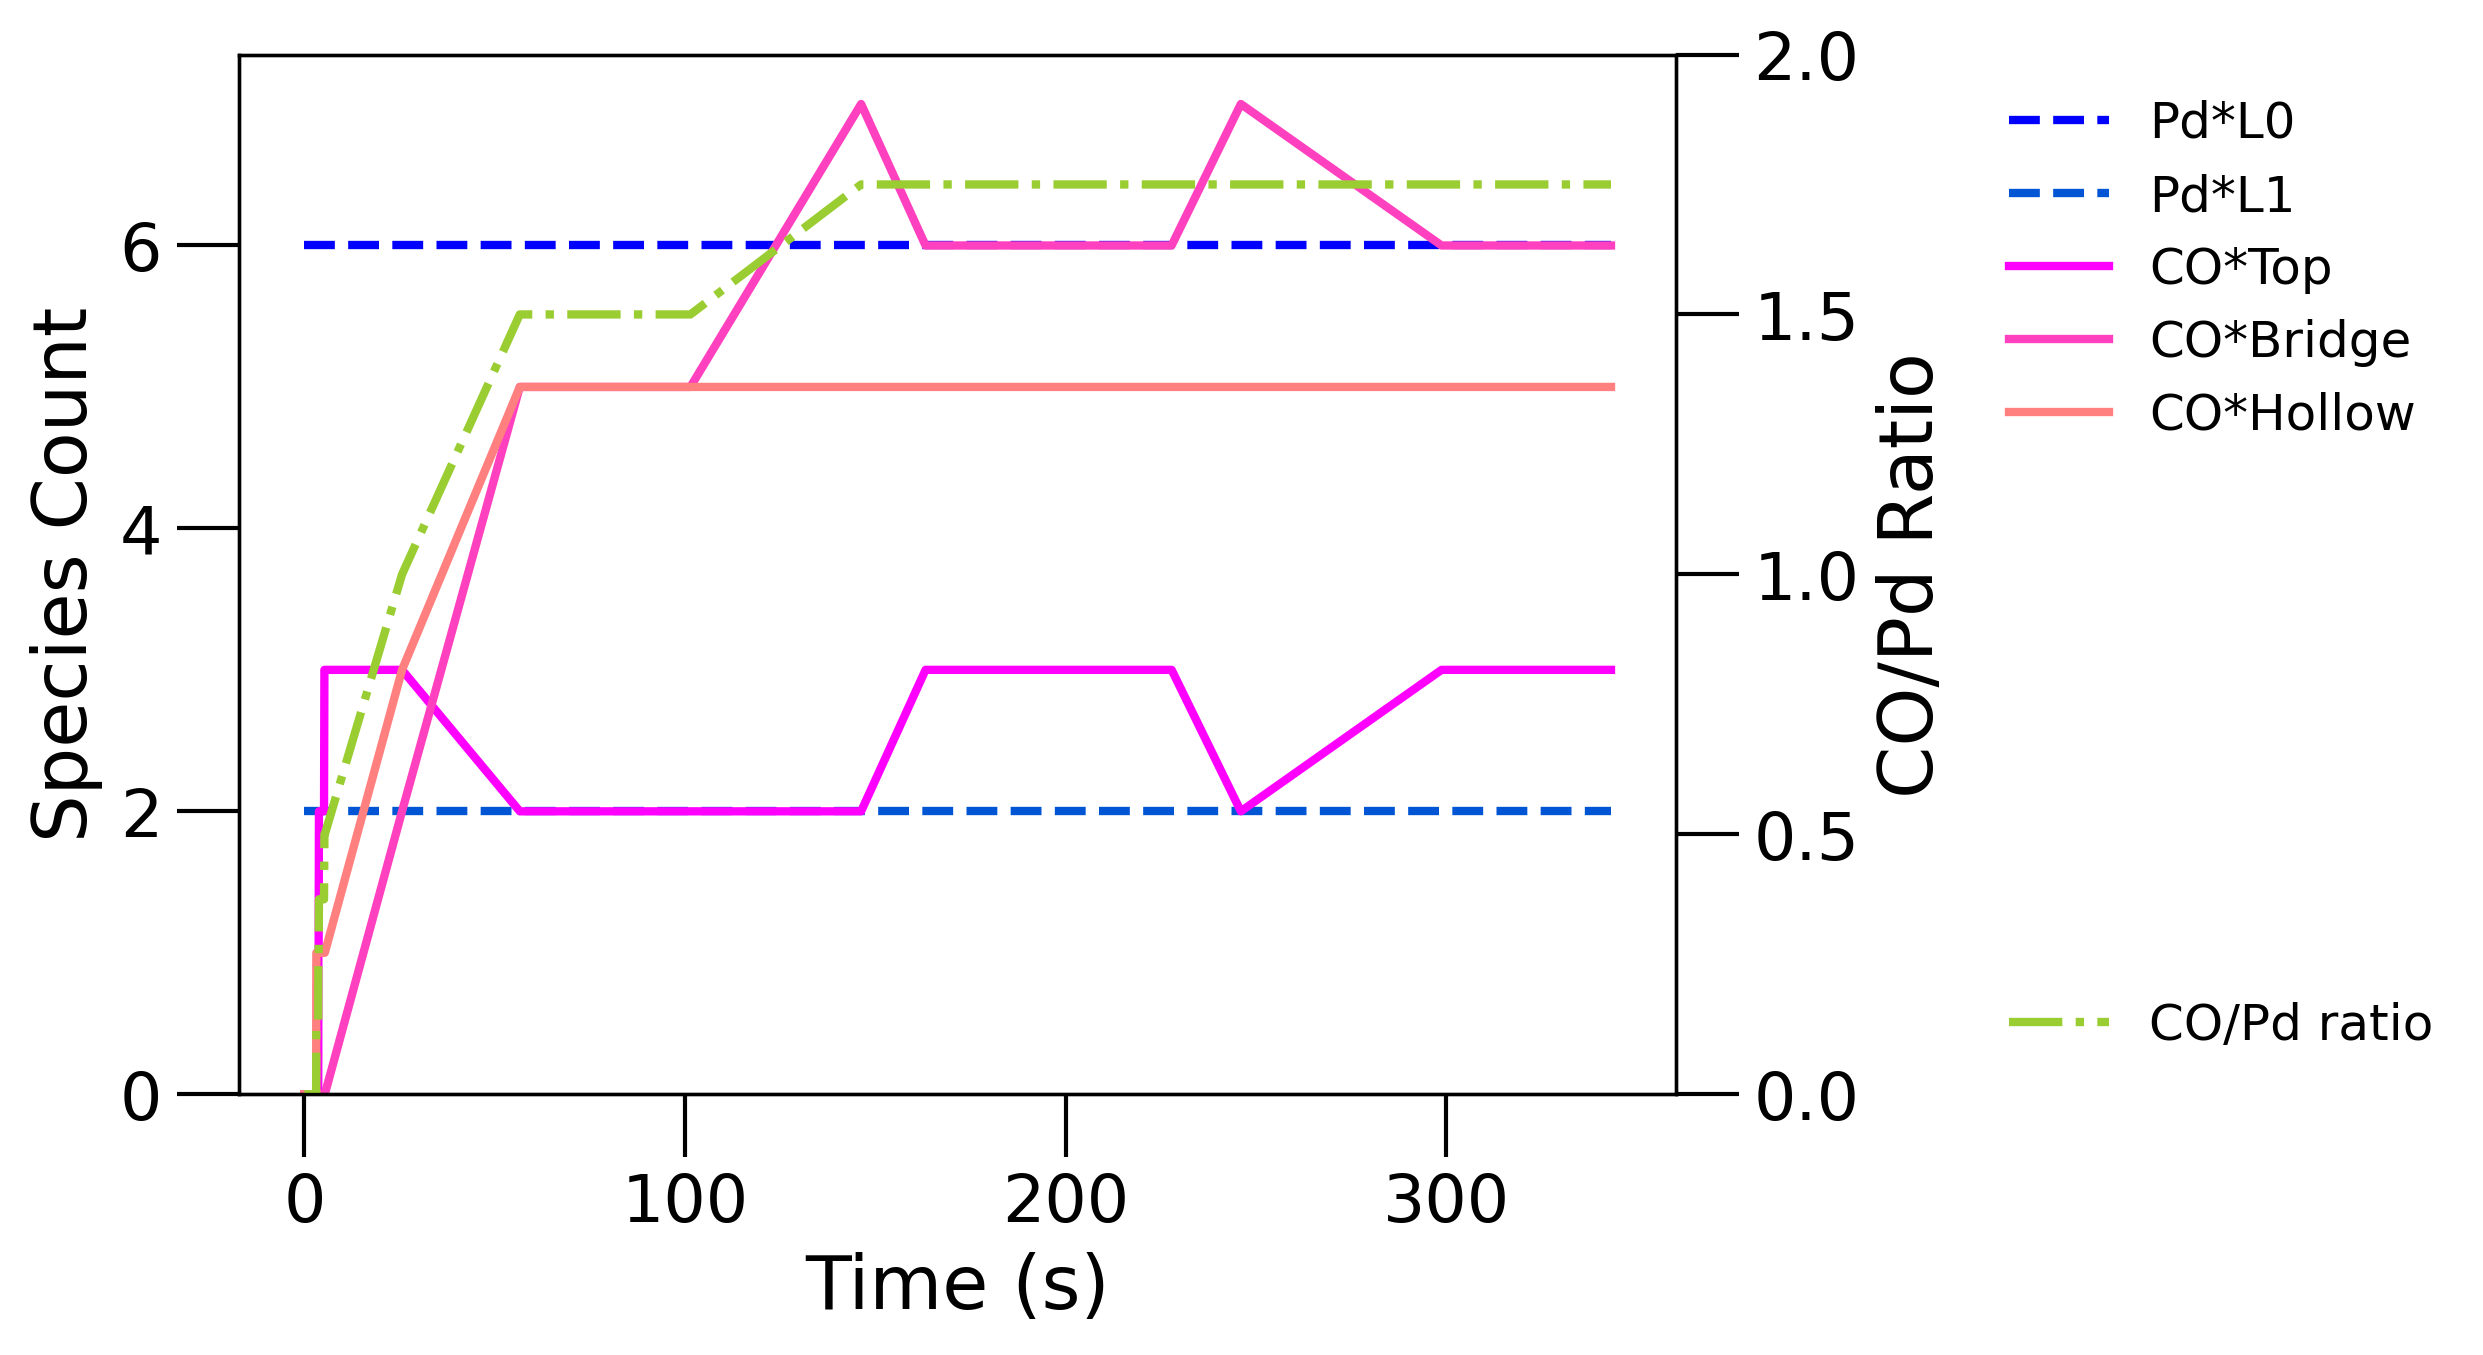 Species Count
6
4
2
0
0
100
200
300
Time (s)
2.0
1.5
1.0
0.5
0.0
CO/Pd Ratio
Pd*L0
Pd*L1
CO*Top
CO*Bridge
CO*Hollow
CO/Pd ratio